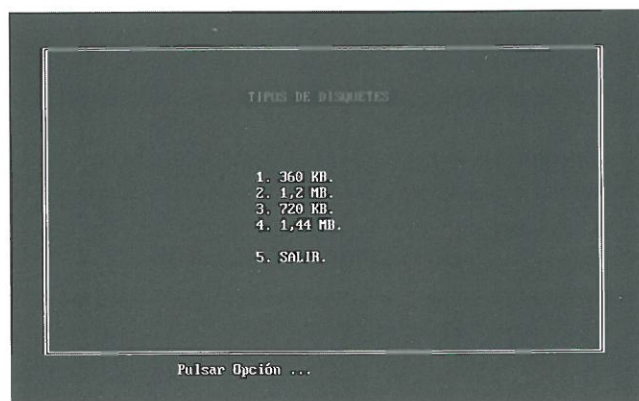 TIPOS DE DISQUETES
1. 360 KB.
2. 1,2 MB.
3. 720 KB.
4. 1,44 MB.
5. SALIR.
Pulsar Opción ...